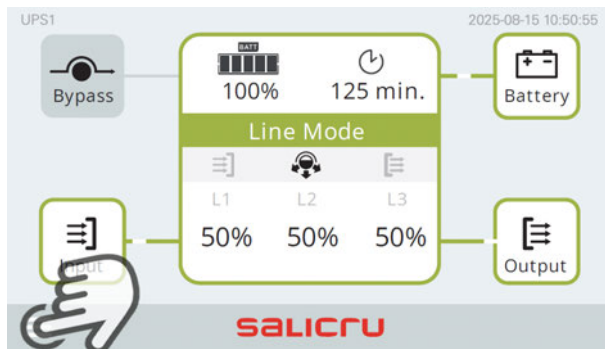 UPS1
2025-08-15 10:50:55
BATT
Bypass
100%
125 min.
Battery
Line Mode
L1 L2 L3
50% 50% 50%
Input
Output
SALICRU